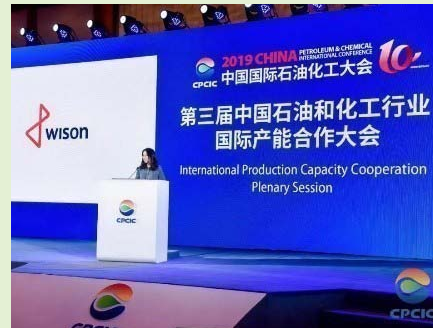 2019 CHINA PETROLEUM & CHEMICAL INTERNATIONAL CONFERENCE
10
CPCIC
中国国际石油化工大会
第三届中国石油和化工行业
国际产能合作大会
International Production Capacity Cooperation
Plenary Session
wison
CPCIC
CPCIC
CPCIC